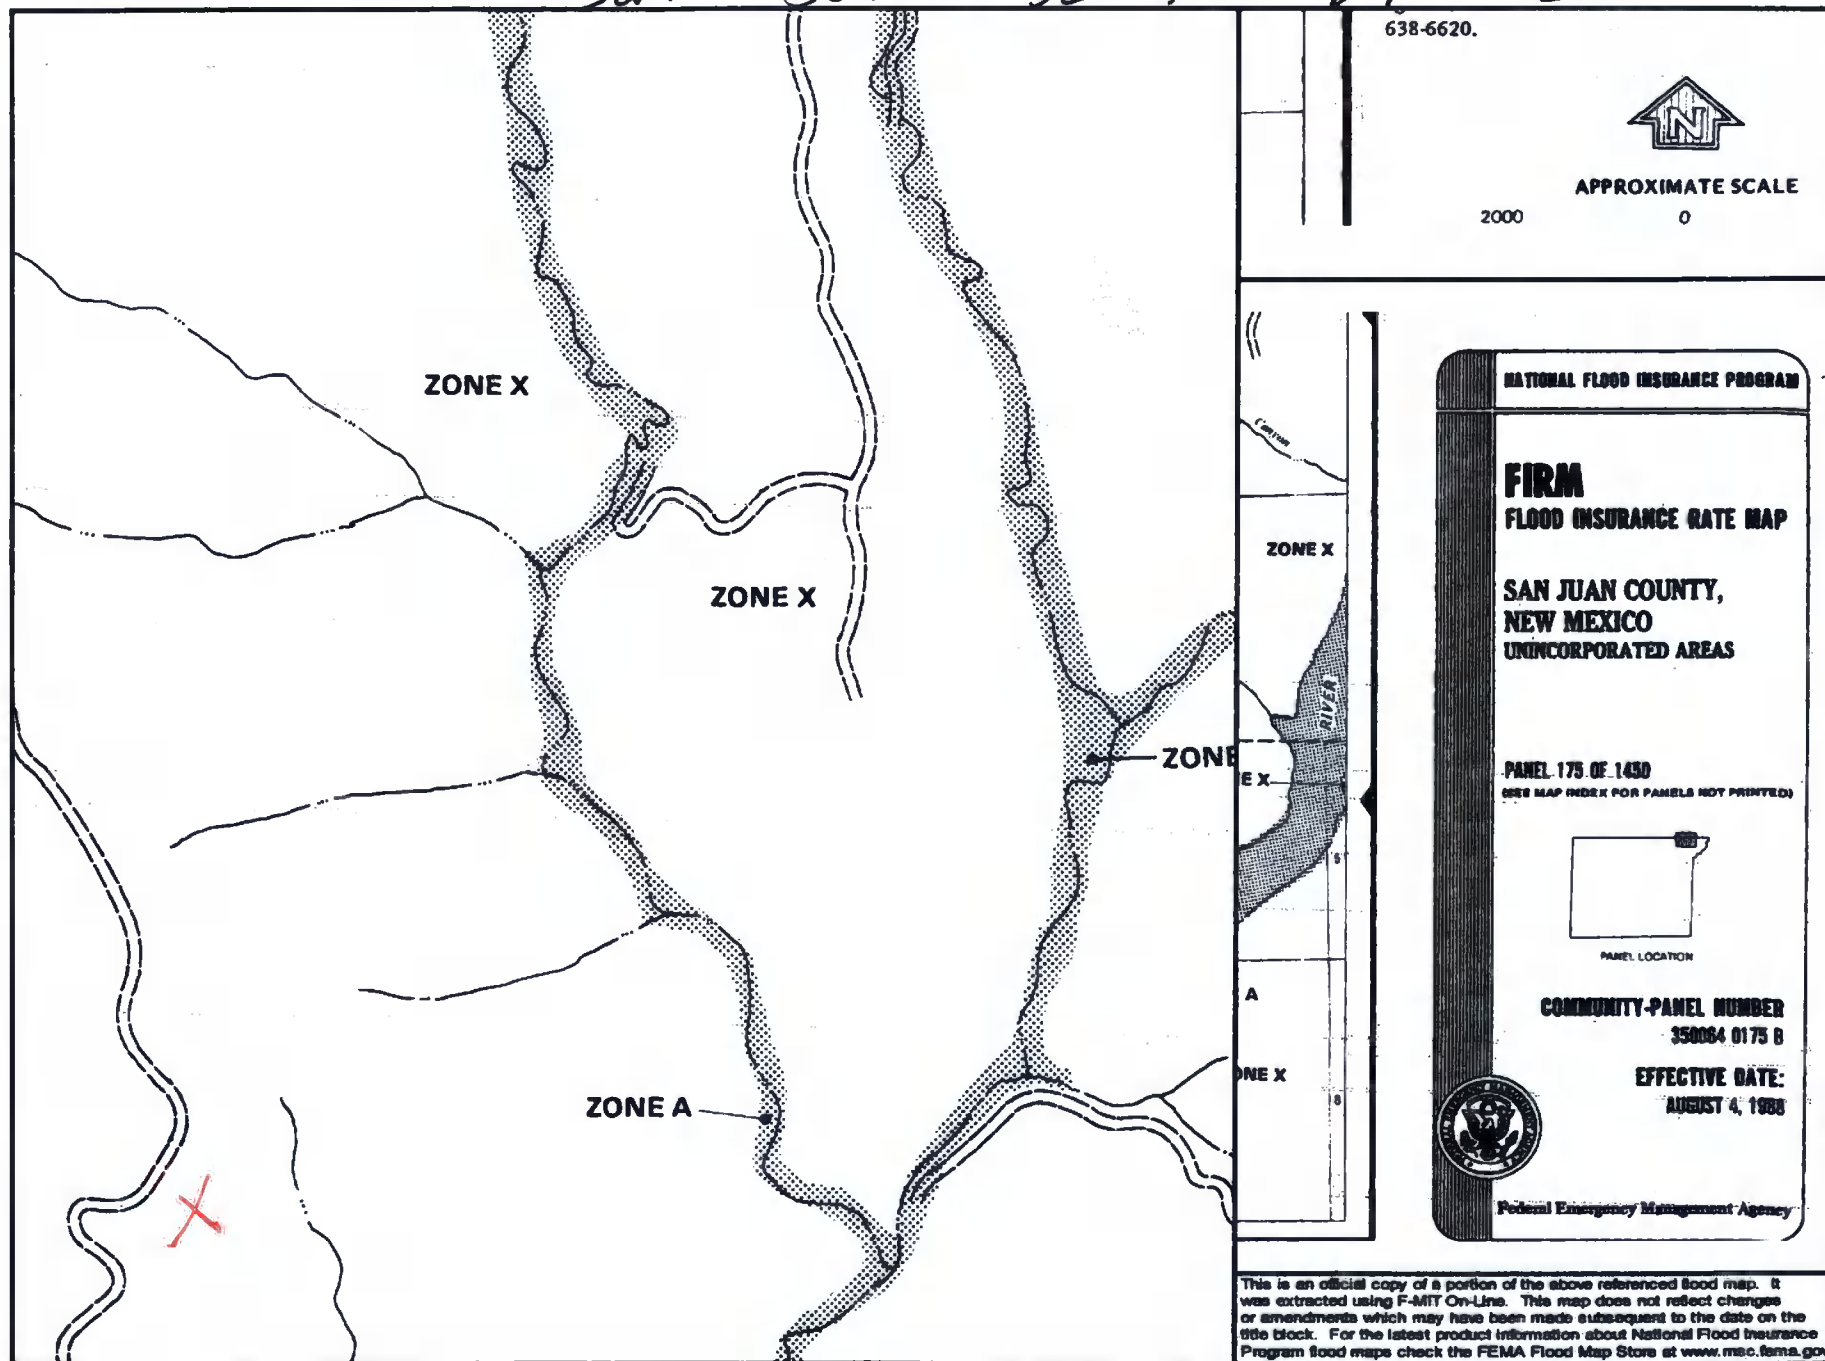 638-6620.
N
APPROXIMATE SCALE
2000 0
ZONE X
ZONE X
ZONE
ZONE A
Canyon
ZONE X
RIVER
E X
5
A
ONE X
8
NATIONAL FLOOD INSURANCE PROGRAM
FIRM
FLOOD INSURANCE RATE MAP
SAN JUAN COUNTY,
NEW MEXICO
UNINCORPORATED AREAS
PANEL 175 OF 1450
(SEE MAP INDEX FOR PANELS NOT PRINTED)
PANEL LOCATION
COMMUNITY-PANEL NUMBER
350064 0175 B
EFFECTIVE DATE:
AUGUST 4, 1988
Federal Emergency Management Agency
This is an official copy of a portion of the above referenced flood map. It
was extracted using F-MIT On-Line. This map does not reflect changes
or amendments which may have been made subsequent to the date on the
title block. For the latest product information about National Flood Insurance
Program flood maps check the FEMA Flood Map Store at www.msc.fema.gov